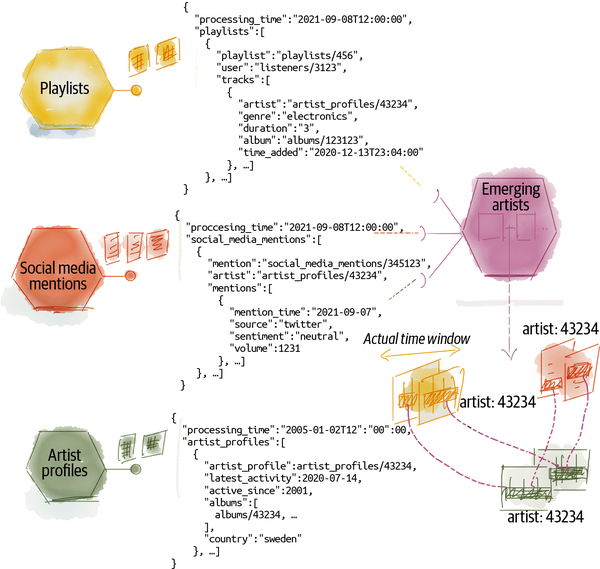 {
"processing_time":"2021-09-08T12:00:00",
"playlists":[
{
"playlist":"playlists/456",
"user":"listeners/3123",
"tracks":[
{
"artist":"artist_profiles/43234",
"genre":"electronics",
"duration":"3",
"album":"albums/123123",
"time_added":"2020-12-13T23:04:00"
}, …]
}, …]
}
Playlists
{
"proccesing_time":"2021-09-08T12:00:00",
"social_media_mentions":[
{
"mention":"social_media_mentions/345123",
"artist":"artist_profiles/43234",
"mentions":[
{
"mention_time":"2021-09-07",
"source":"twitter",
"sentiment":"neutral",
"volume":1231
}, …]
}, …]
}
Social media
mentions
Emerging
artists
Actual time window
artist: 43234
artist: 43234
artist: 43234
{
"processing_time":"2005-01-02T12":"00":00,
"artist_profiles":[
{
"artist_profile":artist_profiles/43234,
"latest_activity":2020-07-14,
"active_since":2001,
"albums":[
albums/43234, …
],
"country":"sweden"
}, …]
}
Artist
profiles